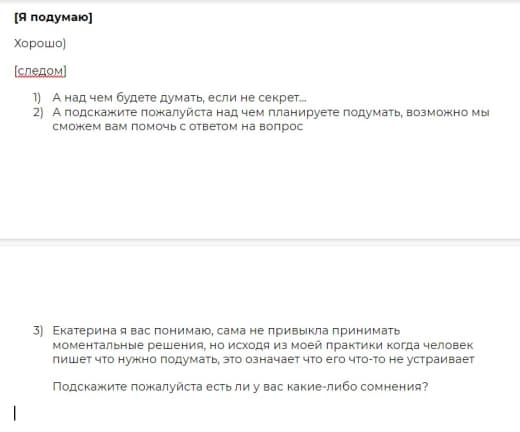 [Я подумаю]
Хорошо)
[следом]
1) А над чем будете думать, если не секрет...
2) А подскажите пожалуйста над чем планируете подумать, возможно мы
сможем вам помочь с ответом на вопрос
3) Екатерина я вас понимаю, сама не привыкла принимать
моментальные решения, но исходя из моей практики когда человек
пишет что нужно подумать, это означает что его что-то не устраивает
Подскажите пожалуйста есть ли у вас какие-либо сомнения?